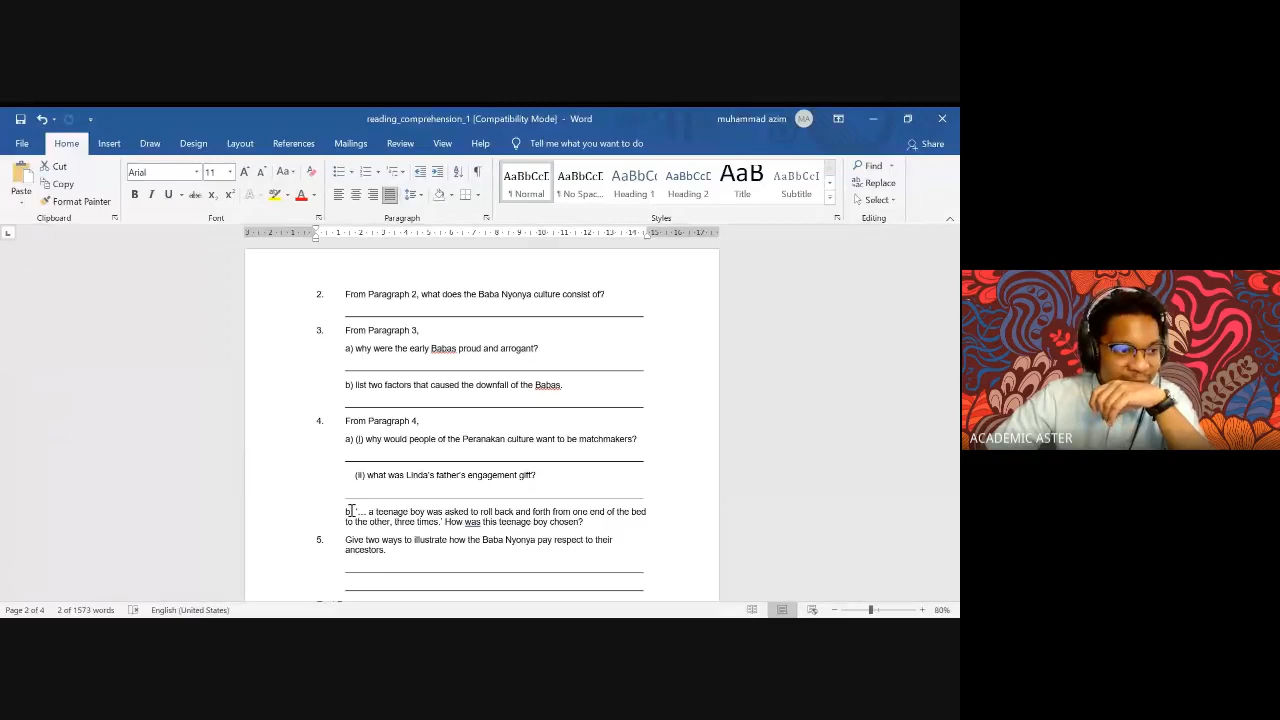 reading_comprehension_1 [Compatibility Mode] - Word
muhammad azim
MA
File
Home
Insert
Draw
Design
Layout
References
Mailings
Review
View
Help
Tell me what you want to do
Share
Paste
Cut
Copy
Format Painter
Clipboard
Arial
11
Font
Paragraph
AaBbCcD
¶ Normal
AaBbCcD
¶ No Spac...
AaBbCc
Heading 1
AaBbCcD
Heading 2
AaB
Title
AaBbCcD
Subtitle
Styles
Find
Replace
Select
Editing
2. From Paragraph 2, what does the Baba Nyonya culture consist of?
3. From Paragraph 3,
a) why were the early Babas proud and arrogant?
b) list two factors that caused the downfall of the Babas.
4. From Paragraph 4,
a) (i) why would people of the Peranakan culture want to be matchmakers?
(ii) what was Linda's father's engagement gift?
b) '... a teenage boy was asked to roll back and forth from one end of the bed
to the other, three times.' How was this teenage boy chosen?
5. Give two ways to illustrate how the Baba Nyonya pay respect to their
ancestors.
Page 2 of 4
2 of 1573 words
English (United States)
80%
ACADEMIC ASTER